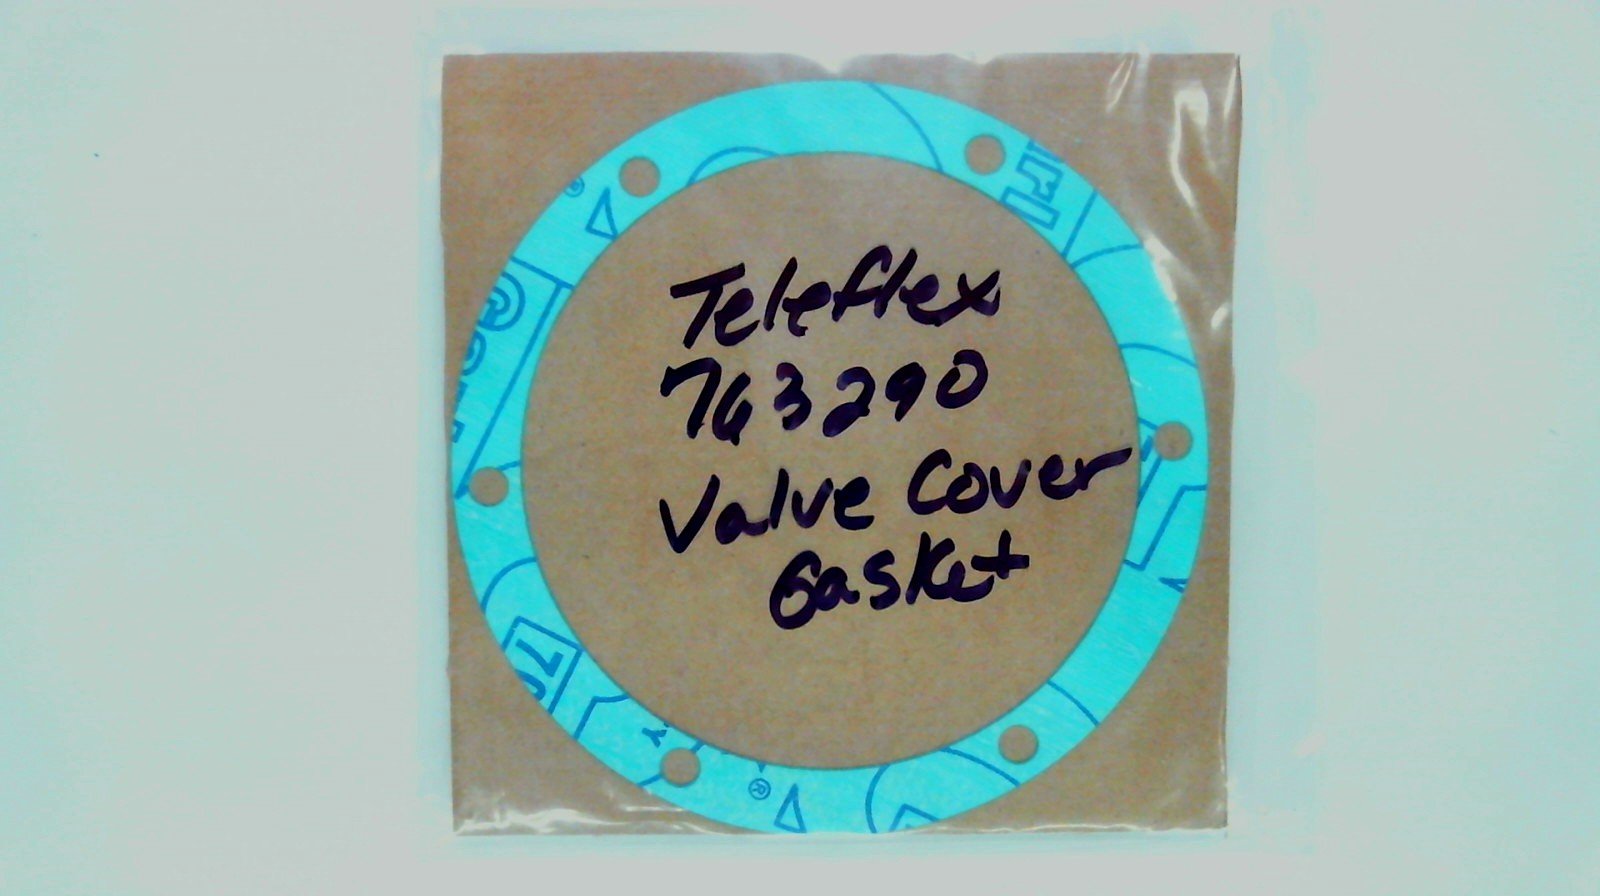 Teleflex
763290
Valve Cover
Gasket